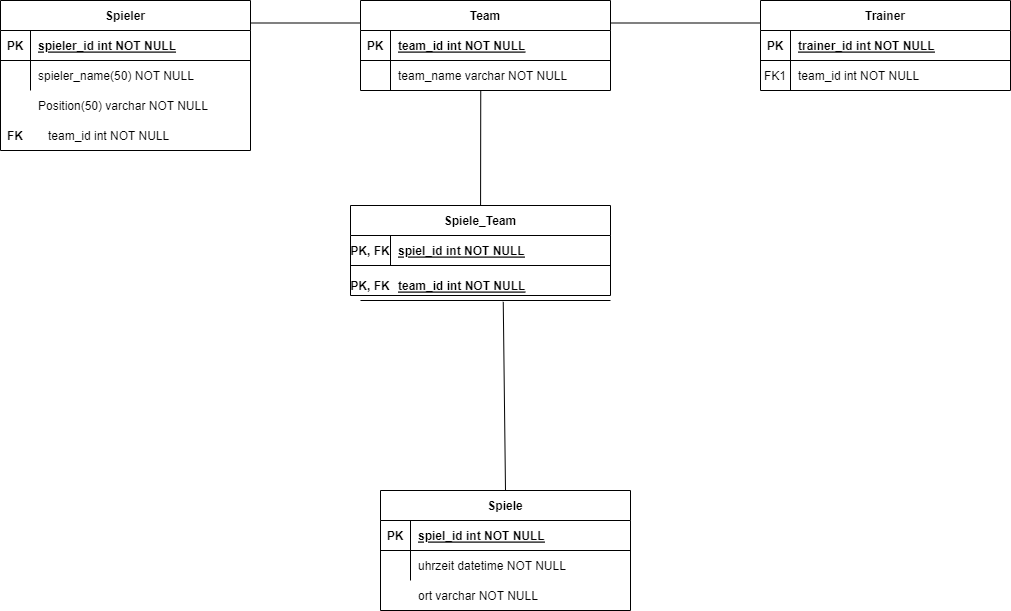 Spieler
PK spieler_id int NOT NULL
spieler_name(50) NOT NULL
Position(50) varchar NOT NULL
FK team_id int NOT NULL
Team
PK team_id int NOT NULL
team_name varchar NOT NULL
Trainer
PK trainer_id int NOT NULL
FK1 team_id int NOT NULL
Spiele_Team
PK, FK spiel_id int NOT NULL
PK, FK team_id int NOT NULL
Spiele
PK spiel_id int NOT NULL
uhrzeit datetime NOT NULL
ort varchar NOT NULL